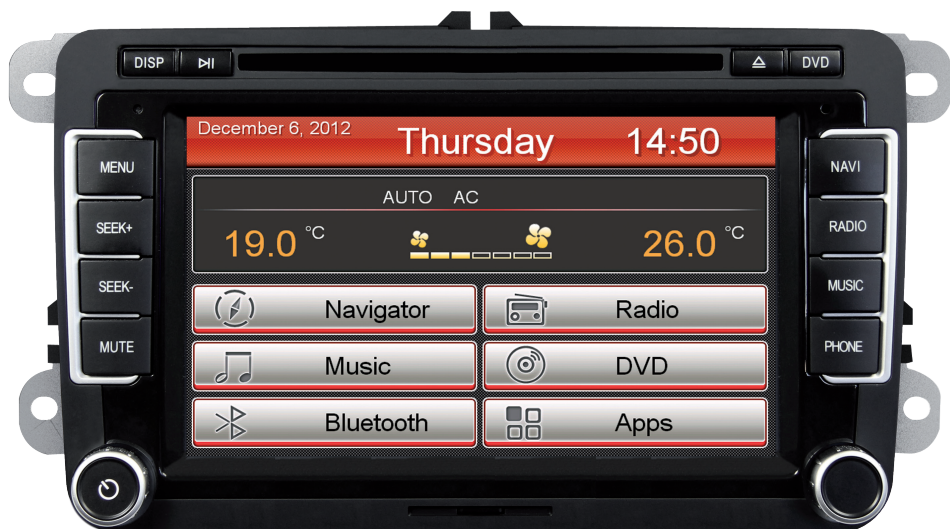 DISP
DVD
December 6, 2012
Thursday
14:50
MENU
SEEK+
SEEK-
MUTE
NAVI
RADIO
MUSIC
PHONE
AUTO AC
19.0 °C
26.0 °C
Navigator
Radio
Music
DVD
Bluetooth
Apps